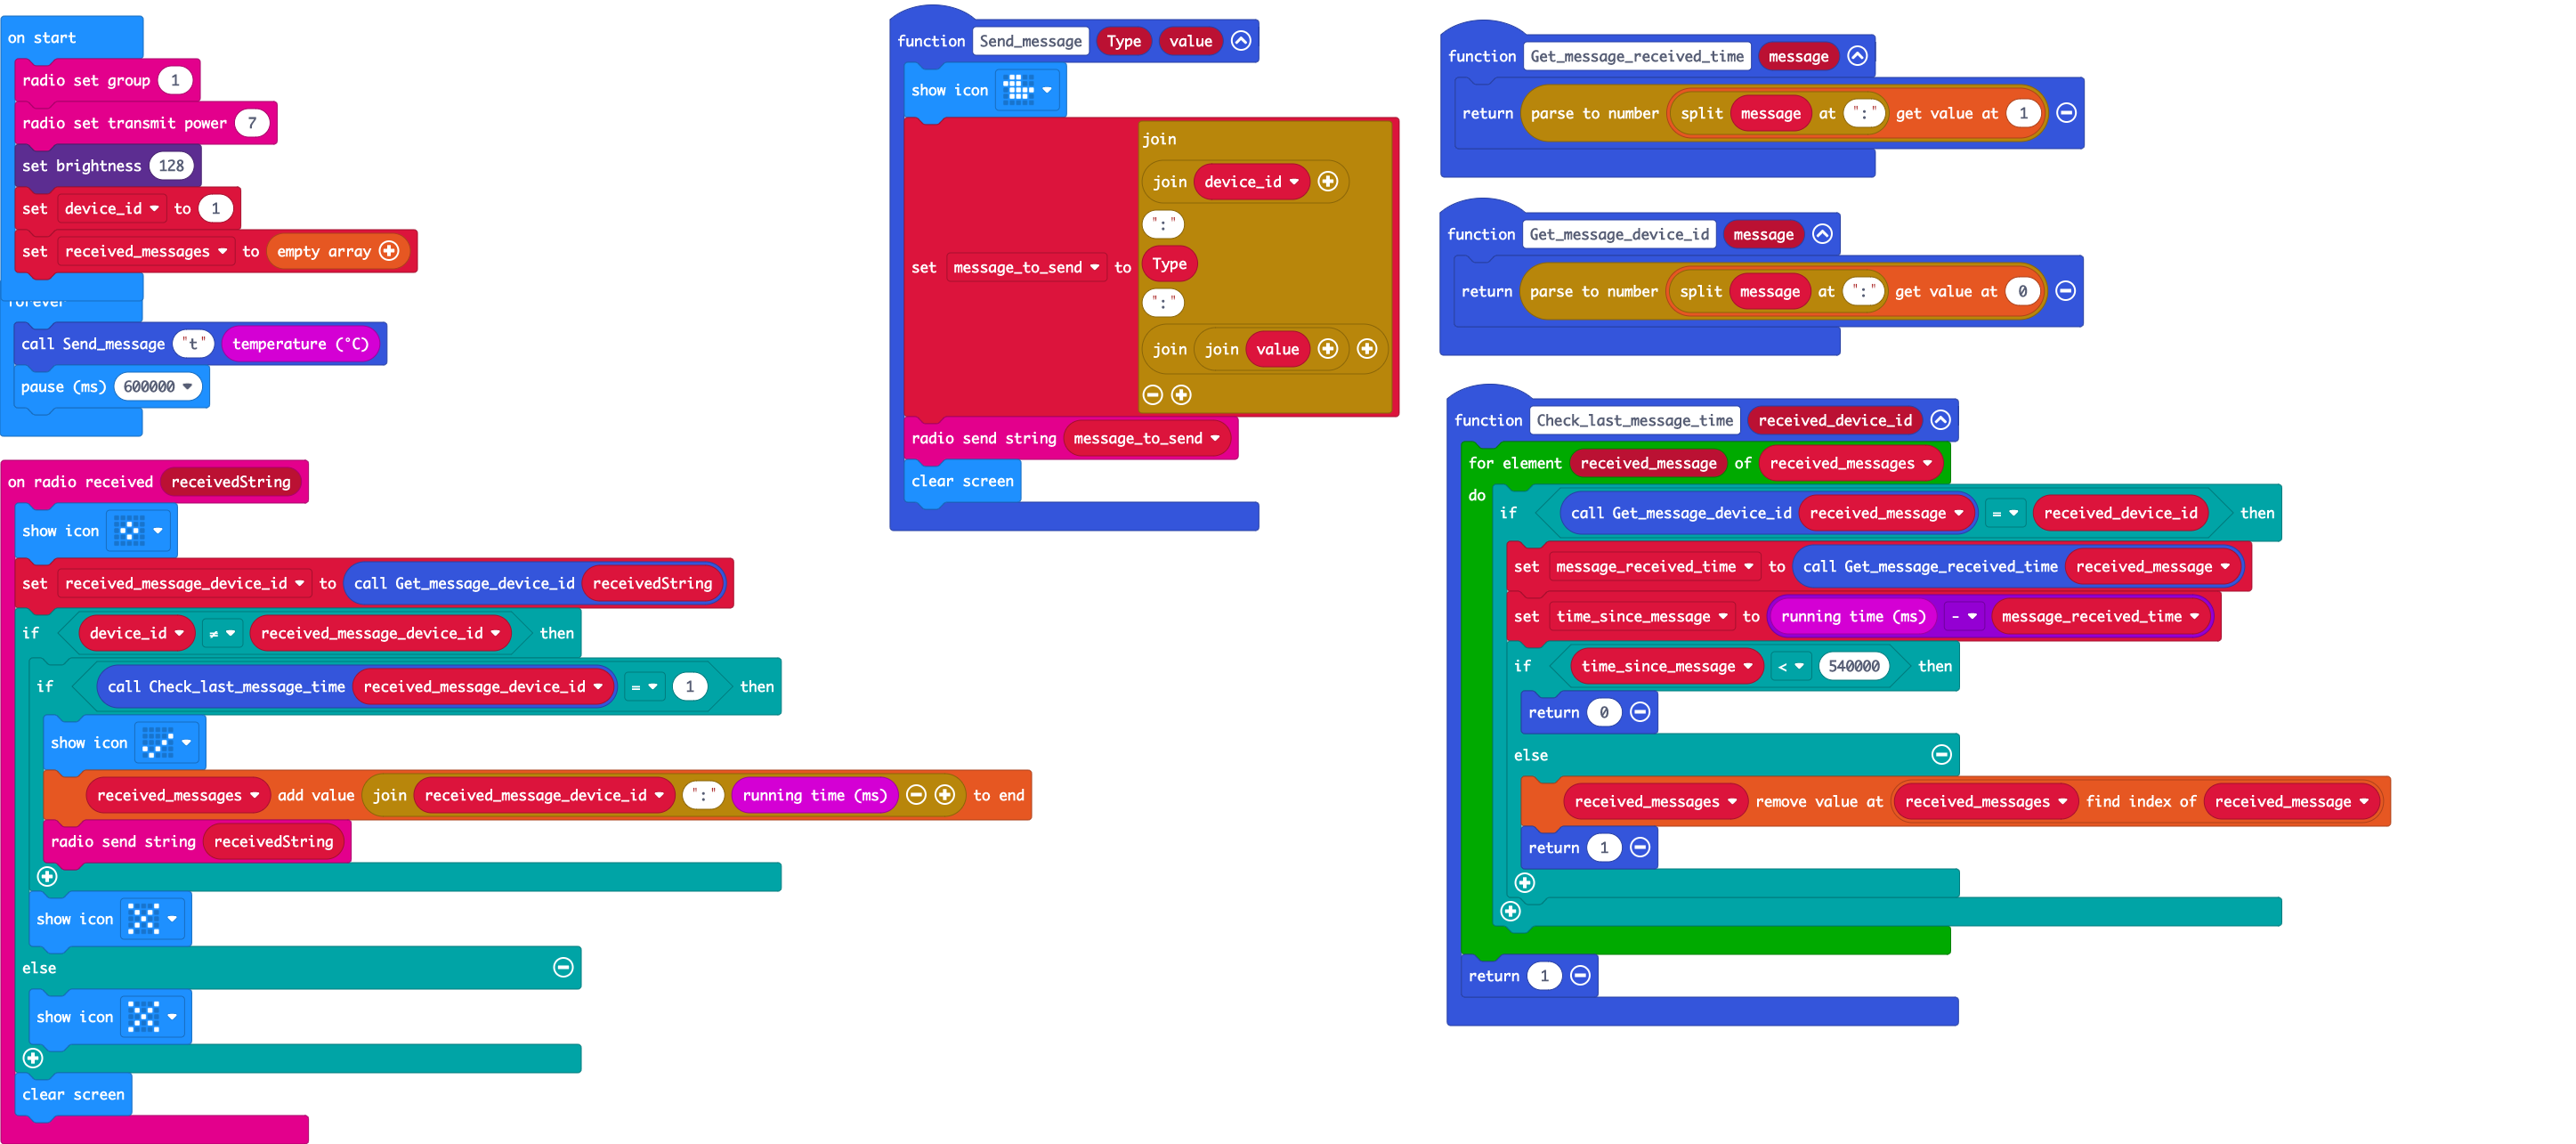 on start
radio set group 1
radio set transmit power 7
set brightness 128
set device_id to 1
set received_messages to empty array
forever
call Send_message "t" temperature (°C)
pause (ms) 600000
on radio received receivedString
show icon
set received_message_device_id to call Get_message_device_id receivedString
if device_id ≠ received_message_device_id then
if call Check_last_message_time received_message_device_id = 1 then
show icon
received_messages add value join received_message_device_id ":" running time (ms) to end
radio send string receivedString
show icon
else
show icon
clear screen
function Send_message Type value
show icon
set message_to_send to
join
join device_id
":"
Type
":"
join join value
radio send string message_to_send
clear screen
function Get_message_received_time message
return parse to number split message at ":" get value at 1
function Get_message_device_id message
return parse to number split message at ":" get value at 0
function Check_last_message_time received_device_id
for element received_message of received_messages
do
if call Get_message_device_id received_message = received_device_id then
set message_received_time to call Get_message_received_time received_message
set time_since_message to running time (ms) - message_received_time
if time_since_message < 540000 then
return 0
else
received_messages remove value at received_messages find index of received_message
return 1
return 1